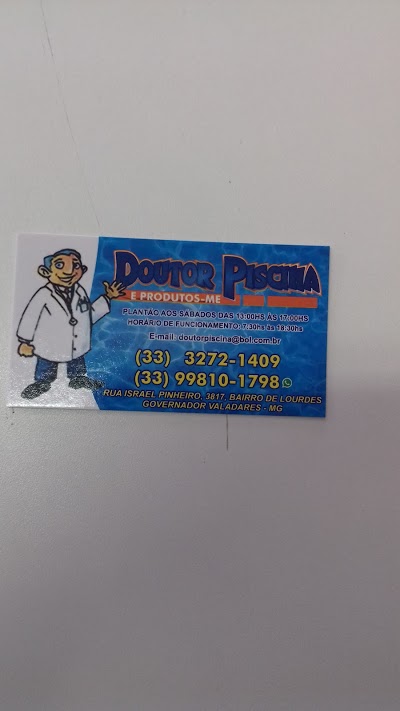 DOUTOR PISCINA
E PRODUTOS-ME
PLANTÃO AOS SÁBADOS DAS 13:00HS ÀS 17:00HS
HORÁRIO DE FUNCIONAMENTO: 7:30hs às 18:30hs
E-mail doutorpiscina@bol.com.br
(33) 3272-1409
(33) 99810-1798
RUA ISRAEL PINHEIRO, 3817, BAIRRO DE LOURDES
GOVERNADOR VALADARES - MG